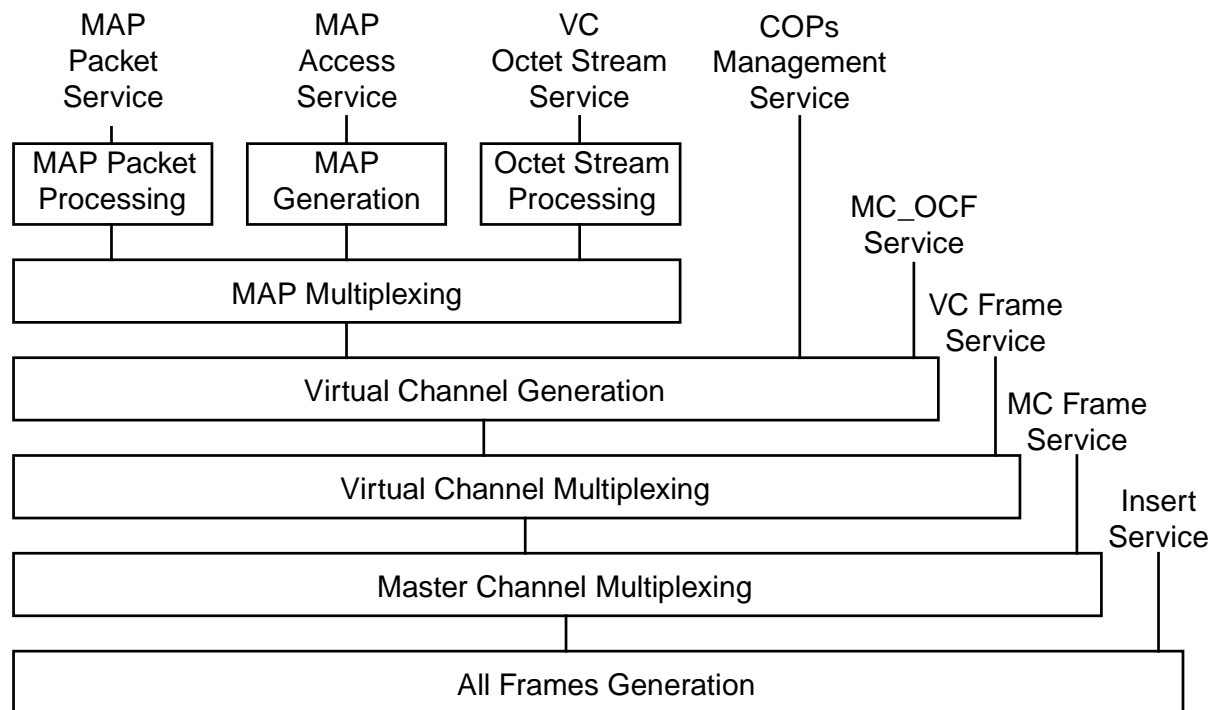 MAP
Packet
Service
MAP
Access
Service
VC
Octet Stream
Service
COPs
Management
Service
MAP Packet
Processing
MAP
Generation
Octet Stream
Processing
MC_OCF
Service
MAP Multiplexing
VC Frame
Service
Virtual Channel Generation
MC Frame
Service
Virtual Channel Multiplexing
Insert
Service
Master Channel Multiplexing
All Frames Generation